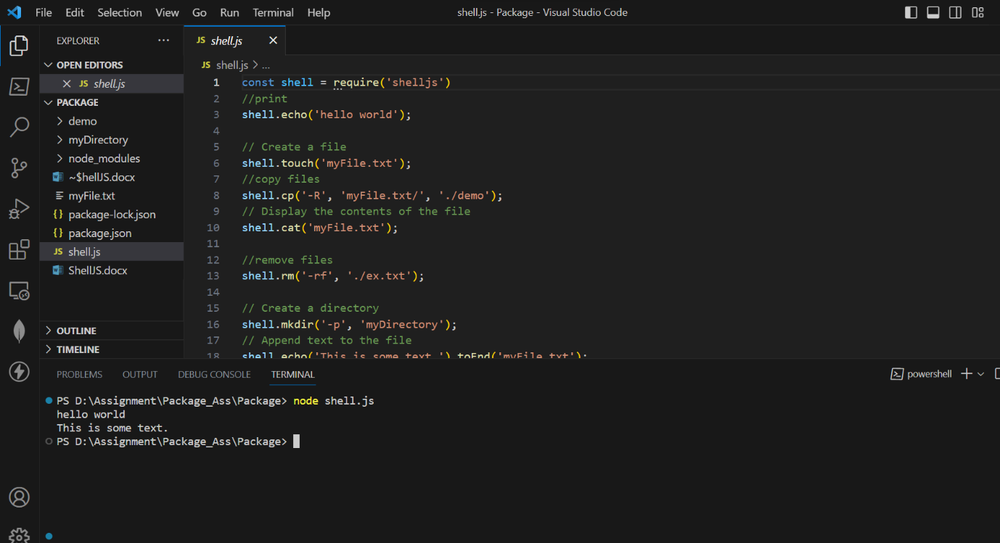 File Edit Selection View Go Run Terminal Help
shell.js - Package - Visual Studio Code
EXPLORER ...
OPEN EDITORS
JS shell.js
PACKAGE
demo
myDirectory
node_modules
~$hellJS.docx
myFile.txt
{} package-lock.json
{} package.json
JS shell.js
ShellJS.docx
OUTLINE
TIMELINE
JS shell.js
JS shell.js > ...
1 const shell = require('shelljs')
2 //print
3 shell.echo('hello world');
4
5 // Create a file
6 shell.touch('myFile.txt');
7 //copy files
8 shell.cp('-R', 'myFile.txt/', './demo');
9 // Display the contents of the file
10 shell.cat('myFile.txt');
11
12 //remove files
13 shell.rm('-rf', './ex.txt');
14
15 // Create a directory
16 shell.mkdir('-p', 'myDirectory');
17 // Append text to the file
18 shell.echo('This is some text.').toEnd('myFile.txt');
PROBLEMS OUTPUT DEBUG CONSOLE TERMINAL
powershell
PS D:\Assignment\Package_Ass\Package> node shell.js
hello world
This is some text.
PS D:\Assignment\Package_Ass\Package>